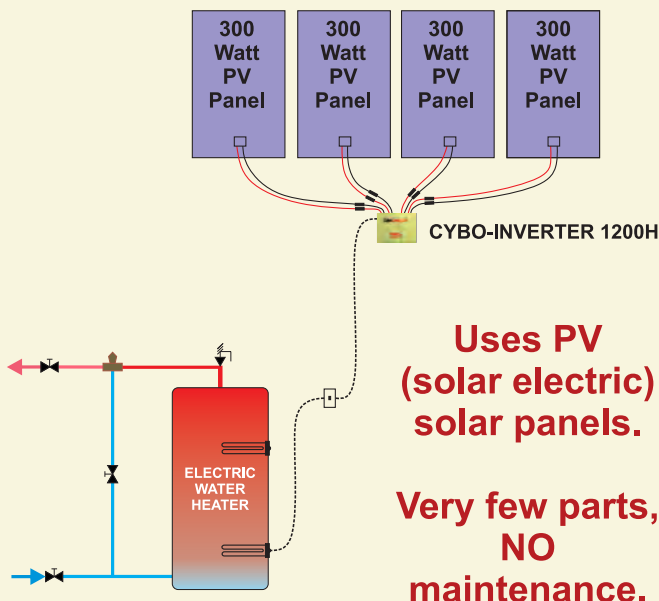 300
Watt
PV
Panel
300
Watt
PV
Panel
300
Watt
PV
Panel
300
Watt
PV
Panel
CYBO-INVERTER 1200H
Uses PV
(solar electric)
solar panels.
ELECTRIC
WATER
HEATER
Very few parts,
NO
maintenance.